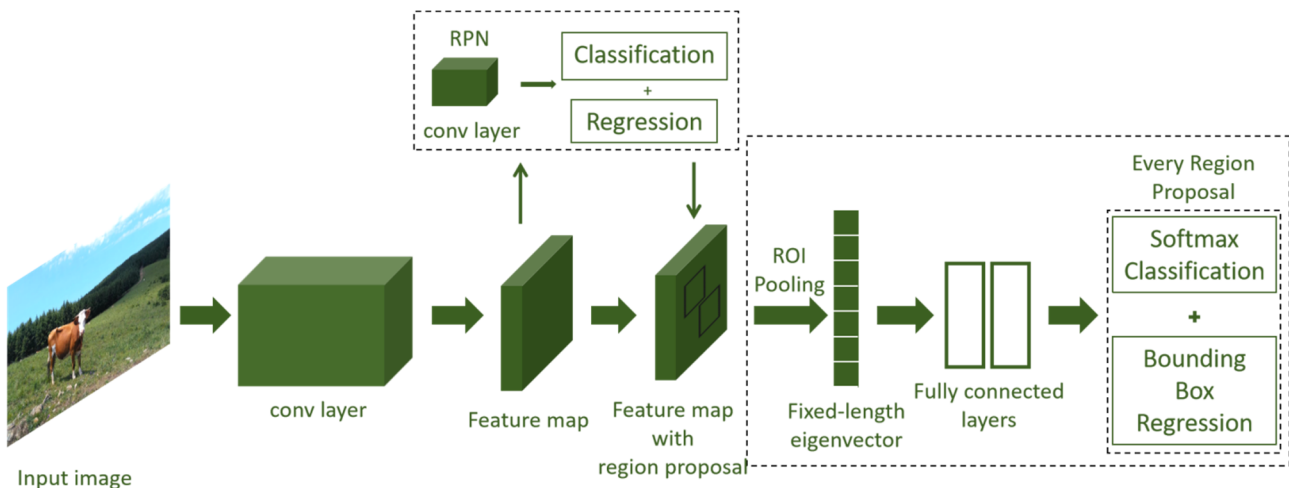 RPN
conv layer
Classification
+
Regression
Input image
conv layer
Feature map
Feature map
with
region proposal
ROI
Pooling
Fixed-length
eigenvector
Fully connected
layers
Every Region
Proposal
Softmax
Classification
+
Bounding
Box
Regression